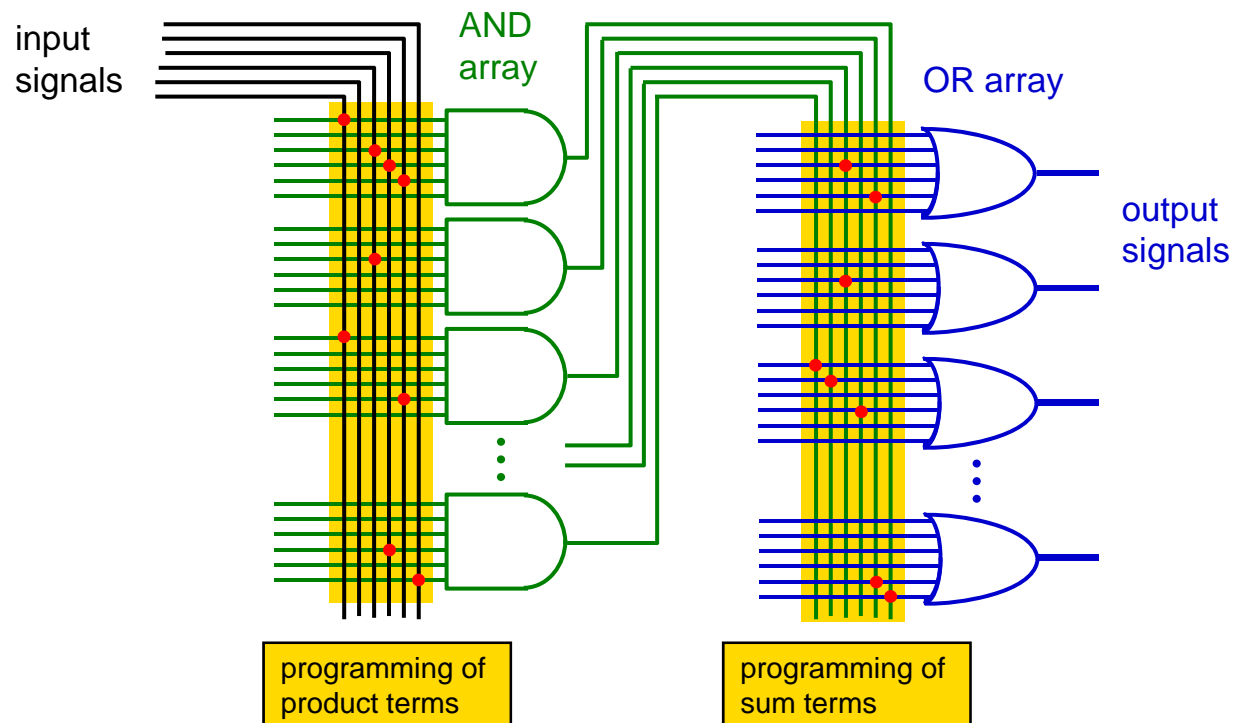 input
signals
AND
array
OR array
output
signals
programming of
product terms
programming of
sum terms